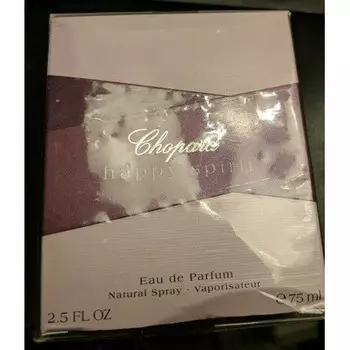 Chopard
happy spirit
Eau de Parfum
Natural Spray - Vaporisateur
2.5 FL OZ ℮ 75 ml